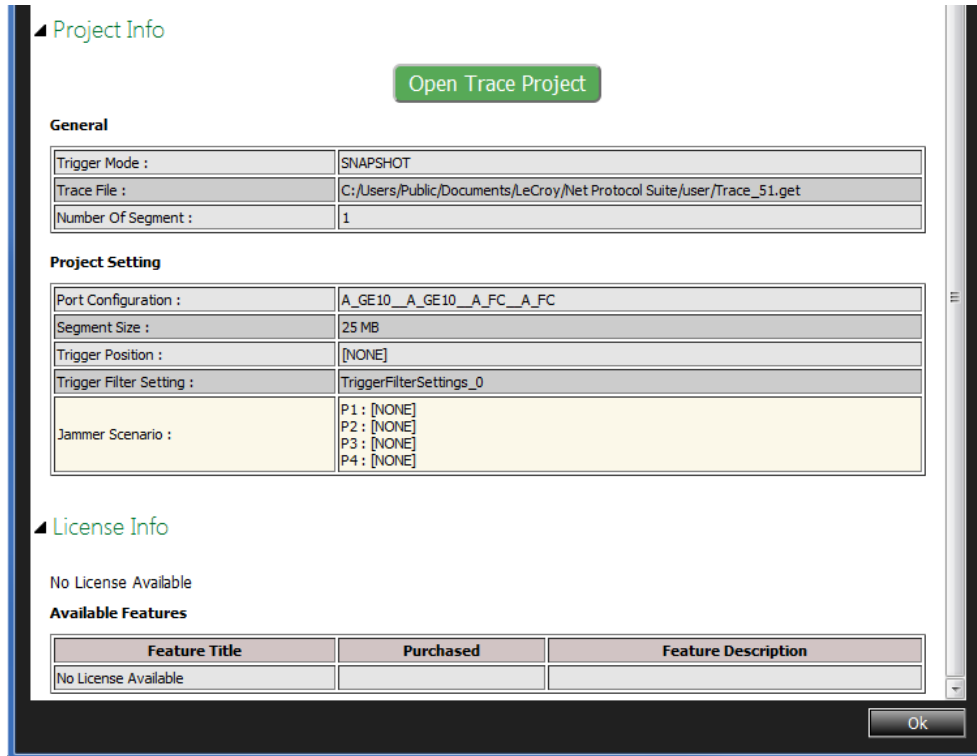 Project Info
Open Trace Project
General
Trigger Mode : SNAPSHOT
Trace File : C:/Users/Public/Documents/LeCroy/Net Protocol Suite/user/Trace_51.get
Number Of Segment : 1
Project Setting
Port Configuration : A_GE10__A_GE10__A_FC__A_FC
Segment Size : 25 MB
Trigger Position : [NONE]
Trigger Filter Setting : TriggerFilterSettings_0
Jammer Scenario :
P1 : [NONE]
P2 : [NONE]
P3 : [NONE]
P4 : [NONE]
License Info
No License Available
Available Features
Feature Title Purchased Feature Description
No License Available
Ok